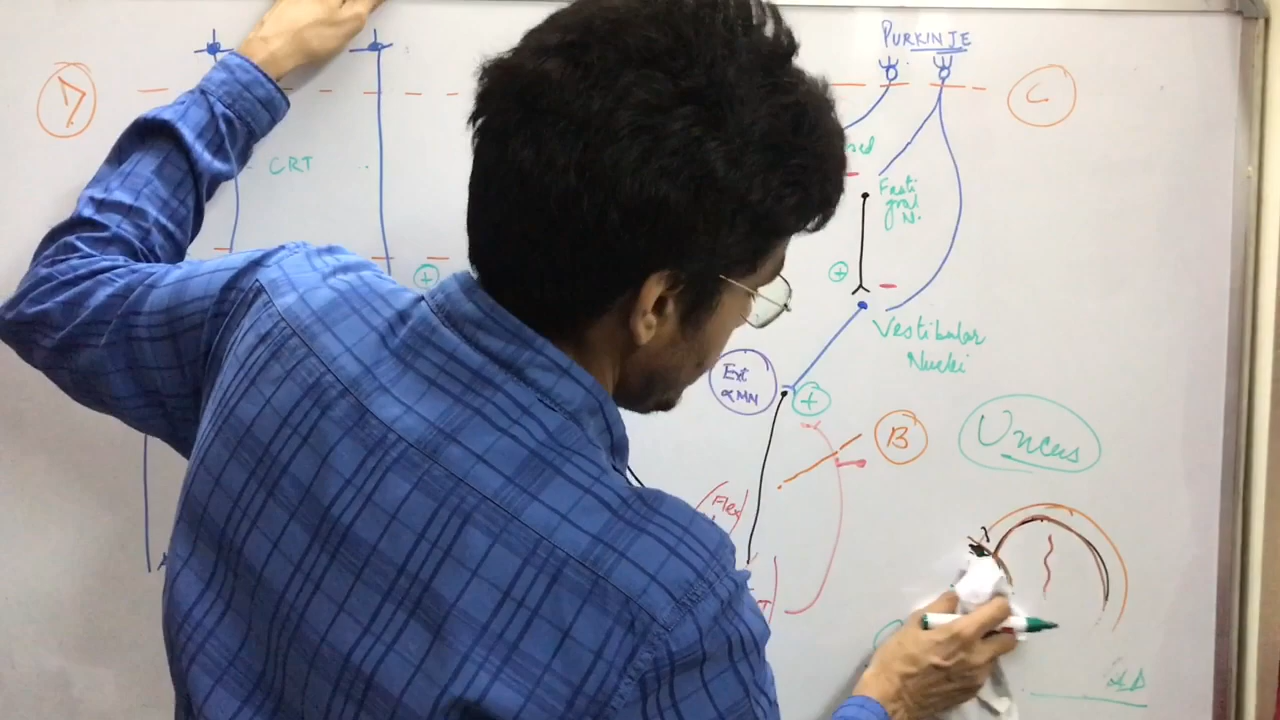 PURKINJE
A
C
CRT
Fasti
gial
N.
+
+
Vestibular
Nuclei
Ext
αMN
+
B
Uncus
Flex